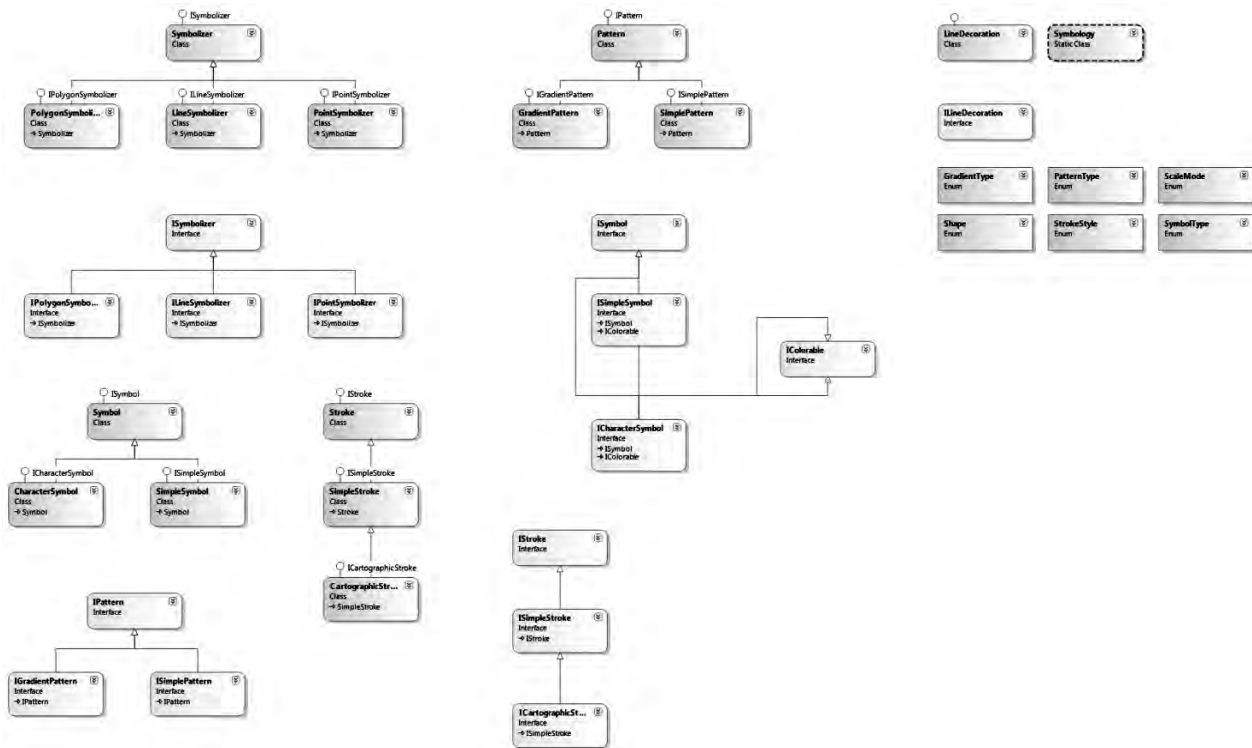 ISymbolizer
Symbolizer
Class
IPolygonSymbolizer
PolygonSymboli...
Class
Symbolizer
ILineSymbolizer
LineSymbolizer
Class
Symbolizer
IPointSymbolizer
PointSymbolizer
Class
Symbolizer
IPattern
Pattern
Class
IGradientPattern
GradientPattern
Class
Pattern
ISimplePattern
SimplePattern
Class
Pattern
LineDecoration
Class
Symbology
Static Class
ILineDecoration
Interface
GradientType
Enum
PatternType
Enum
ScaleMode
Enum
Shape
Enum
StrokeStyle
Enum
SymbolType
Enum
ISymbolizer
Interface
IPolygonSymbo...
Interface
ISymbolizer
ILineSymbolizer
Interface
ISymbolizer
IPointSymbolizer
Interface
ISymbolizer
ISymbol
Interface
ISimpleSymbol
Interface
ISymbol
IColorable
IColorable
Interface
ICharacterSymbol
Interface
ISymbol
IColorable
ISymbol
Symbol
Class
ICharacterSymbol
CharacterSymbol
Class
Symbol
ISimpleSymbol
SimpleSymbol
Class
Symbol
IStroke
Stroke
Class
ISimpleStroke
SimpleStroke
Class
Stroke
ICartographicStroke
CartographicStr...
Class
SimpleStroke
IPattern
Interface
IGradientPattern
Interface
IPattern
ISimplePattern
Interface
IPattern
IStroke
Interface
ISimpleStroke
Interface
IStroke
ICartographicSt...
Interface
ISimpleStroke